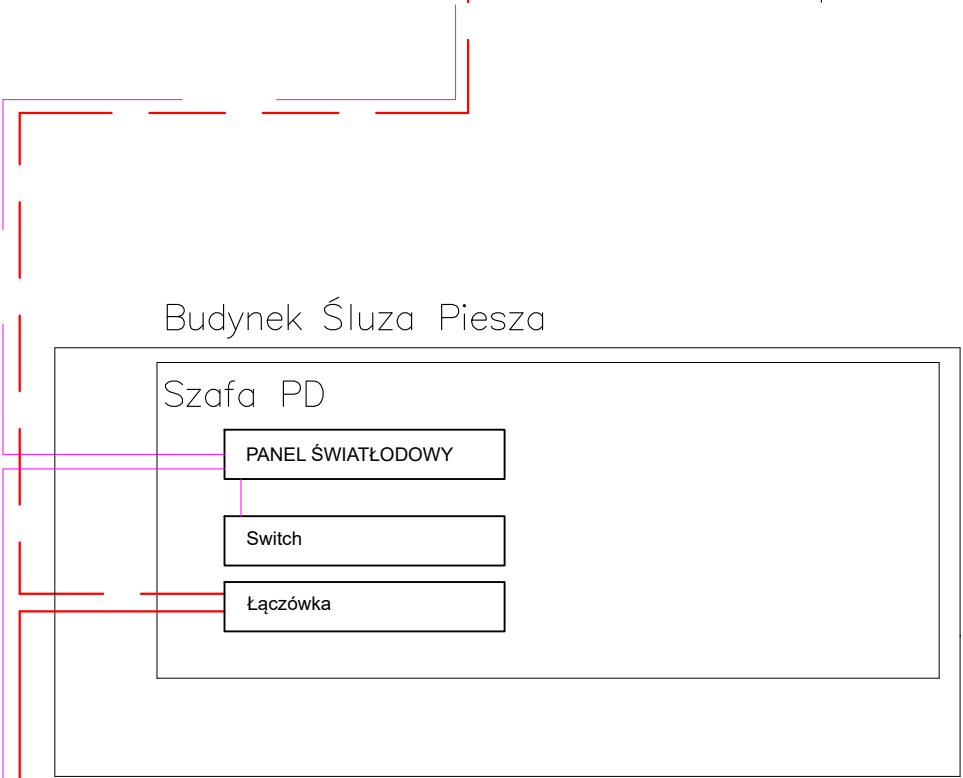 Budynek Śluza Piesza
Szafa PD
PANEL ŚWIATŁODOWY
Switch
Łączówka